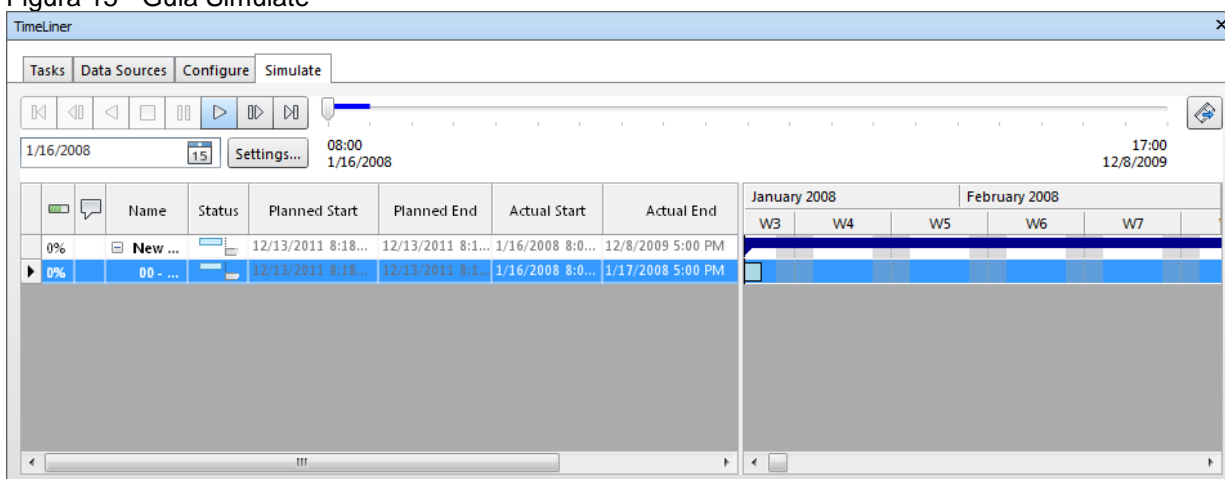 Figura 15 - Guia Simulate
TimeLiner
Tasks Data Sources Configure Simulate
1/16/2008 15 Settings... 08:00 1/16/2008 17:00 12/8/2009
Name Status Planned Start Planned End Actual Start Actual End
January 2008 February 2008
W3 W4 W5 W6 W7
0% New ... 12/13/2011 8:18... 12/13/2011 8:1... 1/16/2008 8:0... 12/8/2009 5:00 PM
0% 00 - ... 12/13/2011 8:18... 12/13/2011 8:1... 1/16/2008 8:0... 1/17/2008 5:00 PM